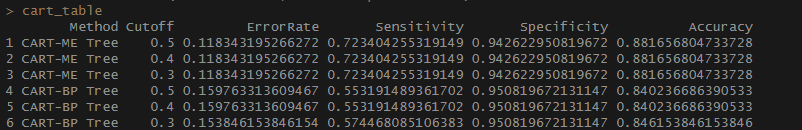 > cart_table
Method Cutoff ErrorRate Sensitivity Specificity Accuracy
1 CART-ME Tree 0.5 0.118343195266272 0.723404255319149 0.942622950819672 0.881656804733728
2 CART-ME Tree 0.4 0.118343195266272 0.723404255319149 0.942622950819672 0.881656804733728
3 CART-ME Tree 0.3 0.118343195266272 0.723404255319149 0.942622950819672 0.881656804733728
4 CART-BP Tree 0.5 0.159763313609467 0.553191489361702 0.950819672131147 0.840236686390533
5 CART-BP Tree 0.4 0.159763313609467 0.553191489361702 0.950819672131147 0.840236686390533
6 CART-BP Tree 0.3 0.153846153846154 0.574468085106383 0.950819672131147 0.846153846153846